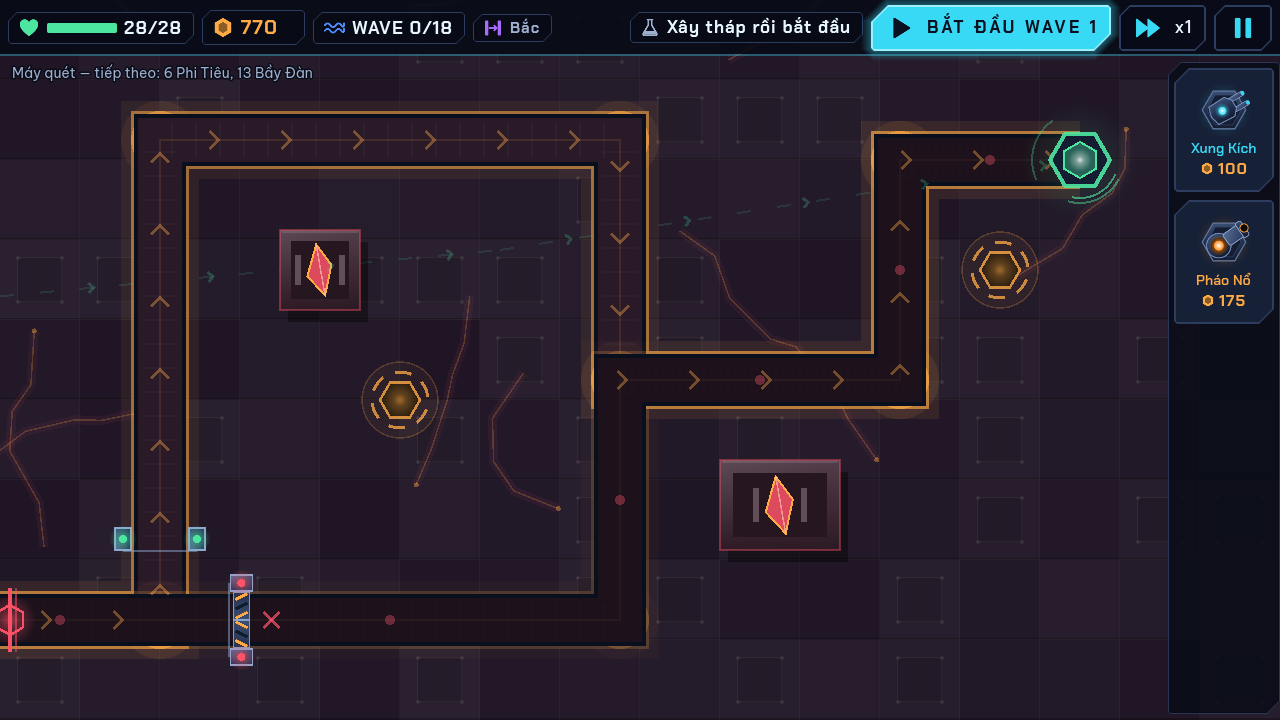 28/28
770
WAVE 0/18
Bắc
Xây tháp rồi bắt đầu
BẮT ĐẦU WAVE 1
x1
Máy quét — tiếp theo: 6 Phi Tiêu, 13 Bầy Đàn
Xung Kích
100
Pháo Nổ
175